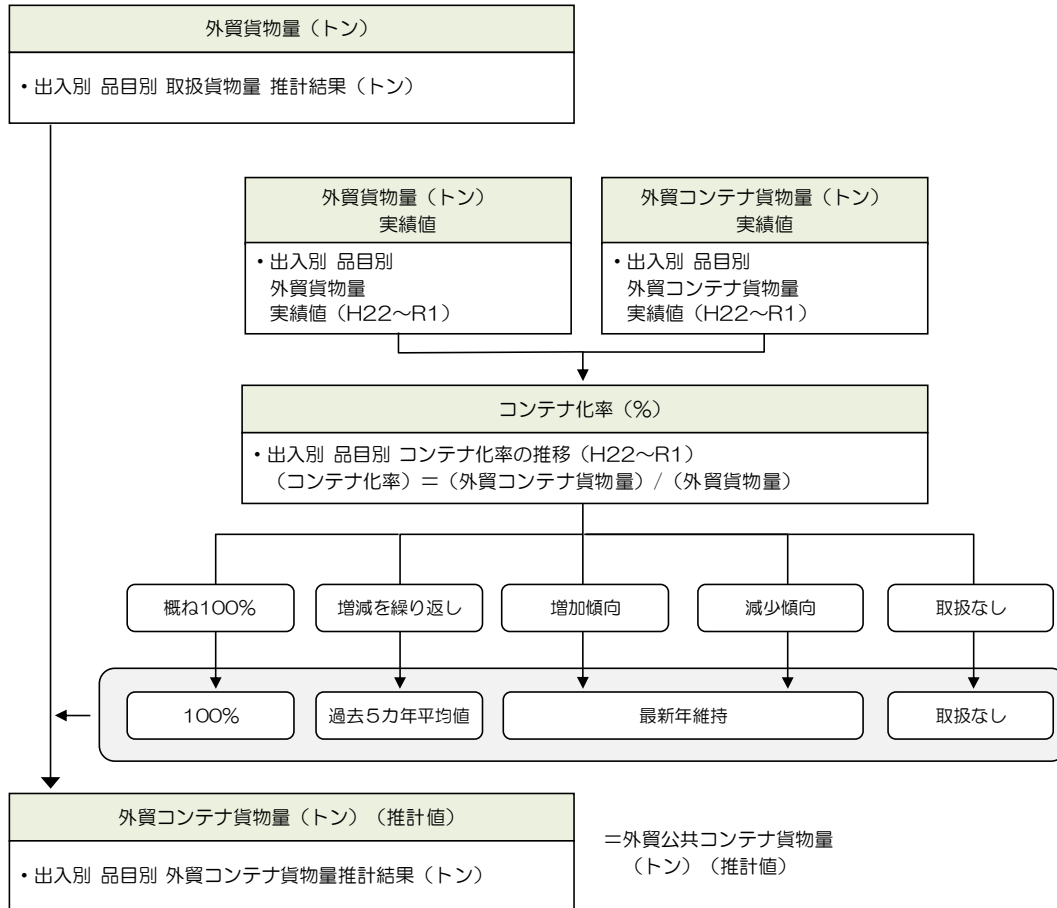 外貿貨物量（トン）
・出入別 品目別 取扱貨物量 推計結果（トン）
外貿貨物量（トン）
実績値
・出入別 品目別
外貿貨物量
実績値（H22～R1）
外貿コンテナ貨物量（トン）
実績値
・出入別 品目別
外貿コンテナ貨物量
実績値（H22～R1）
コンテナ化率（%）
・出入別 品目別 コンテナ化率の推移（H22～R1）
（コンテナ化率）＝（外貿コンテナ貨物量）/（外貿貨物量）
概ね100%
増減を繰り返し
増加傾向
減少傾向
取扱なし
100%
過去５カ年平均値
最新年維持
取扱なし
外貿コンテナ貨物量（トン）（推計値）
・出入別 品目別 外貿コンテナ貨物量推計結果（トン）
＝外貿公共コンテナ貨物量
（トン）（推計値）